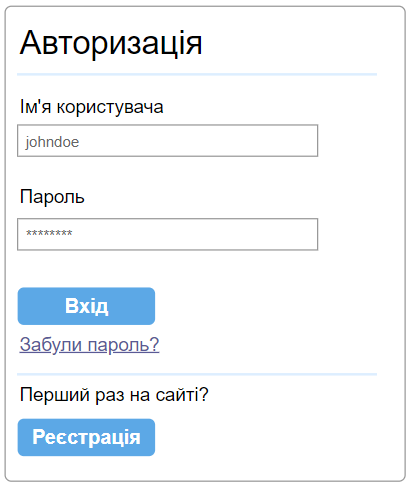 Авторизація
Ім'я користувача
johndoe
Пароль
********
Вхід
Забули пароль?
Перший раз на сайті?
Реєстрація